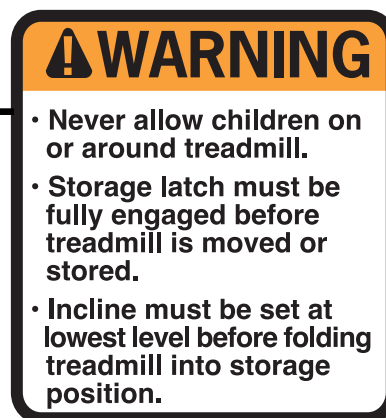 WARNING
· Never allow children on
or around treadmill.
· Storage latch must be
fully engaged before
treadmill is moved or
stored.
· Incline must be set at
lowest level before folding
treadmill into storage
position.